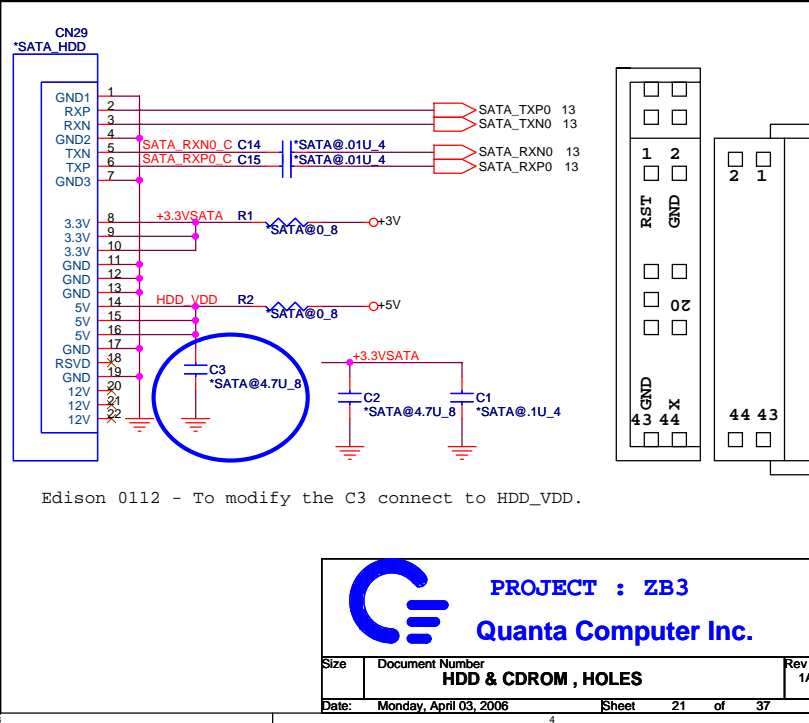 CN29
*SATA_HDD
GND1 1
RXP 2 SATA_TXP0 13
RXN 3 SATA_TXN0 13
GND2 4
TXN 5 SATA_RXN0_C C14 *SATA@.01U_4 SATA_RXN0 13
TXP 6 SATA_RXP0_C C15 *SATA@.01U_4 SATA_RXP0 13
GND3 7
3.3V 8 +3.3VSATA R1 *SATA@0_8 +3V
3.3V 9
3.3V 10
GND 11
GND 12
GND 13
5V 14 HDD_VDD R2 *SATA@0_8 +5V
5V 15
5V 16
GND 17
RSVD 18
GND 19
12V 20
12V 21
12V 22
C3
*SATA@4.7U_8
+3.3VSATA
C2
*SATA@4.7U_8
C1
*SATA@.1U_4
1 2
RST GND
20
GND X
43 44
2 1
44 43
Edison 0112 - To modify the C3 connect to HDD_VDD.
PROJECT : ZB3
Quanta Computer Inc.
Size Document Number Rev
HDD & CDROM , HOLES 1A
Date: Monday, April 03, 2006 Sheet 21 of 37
4